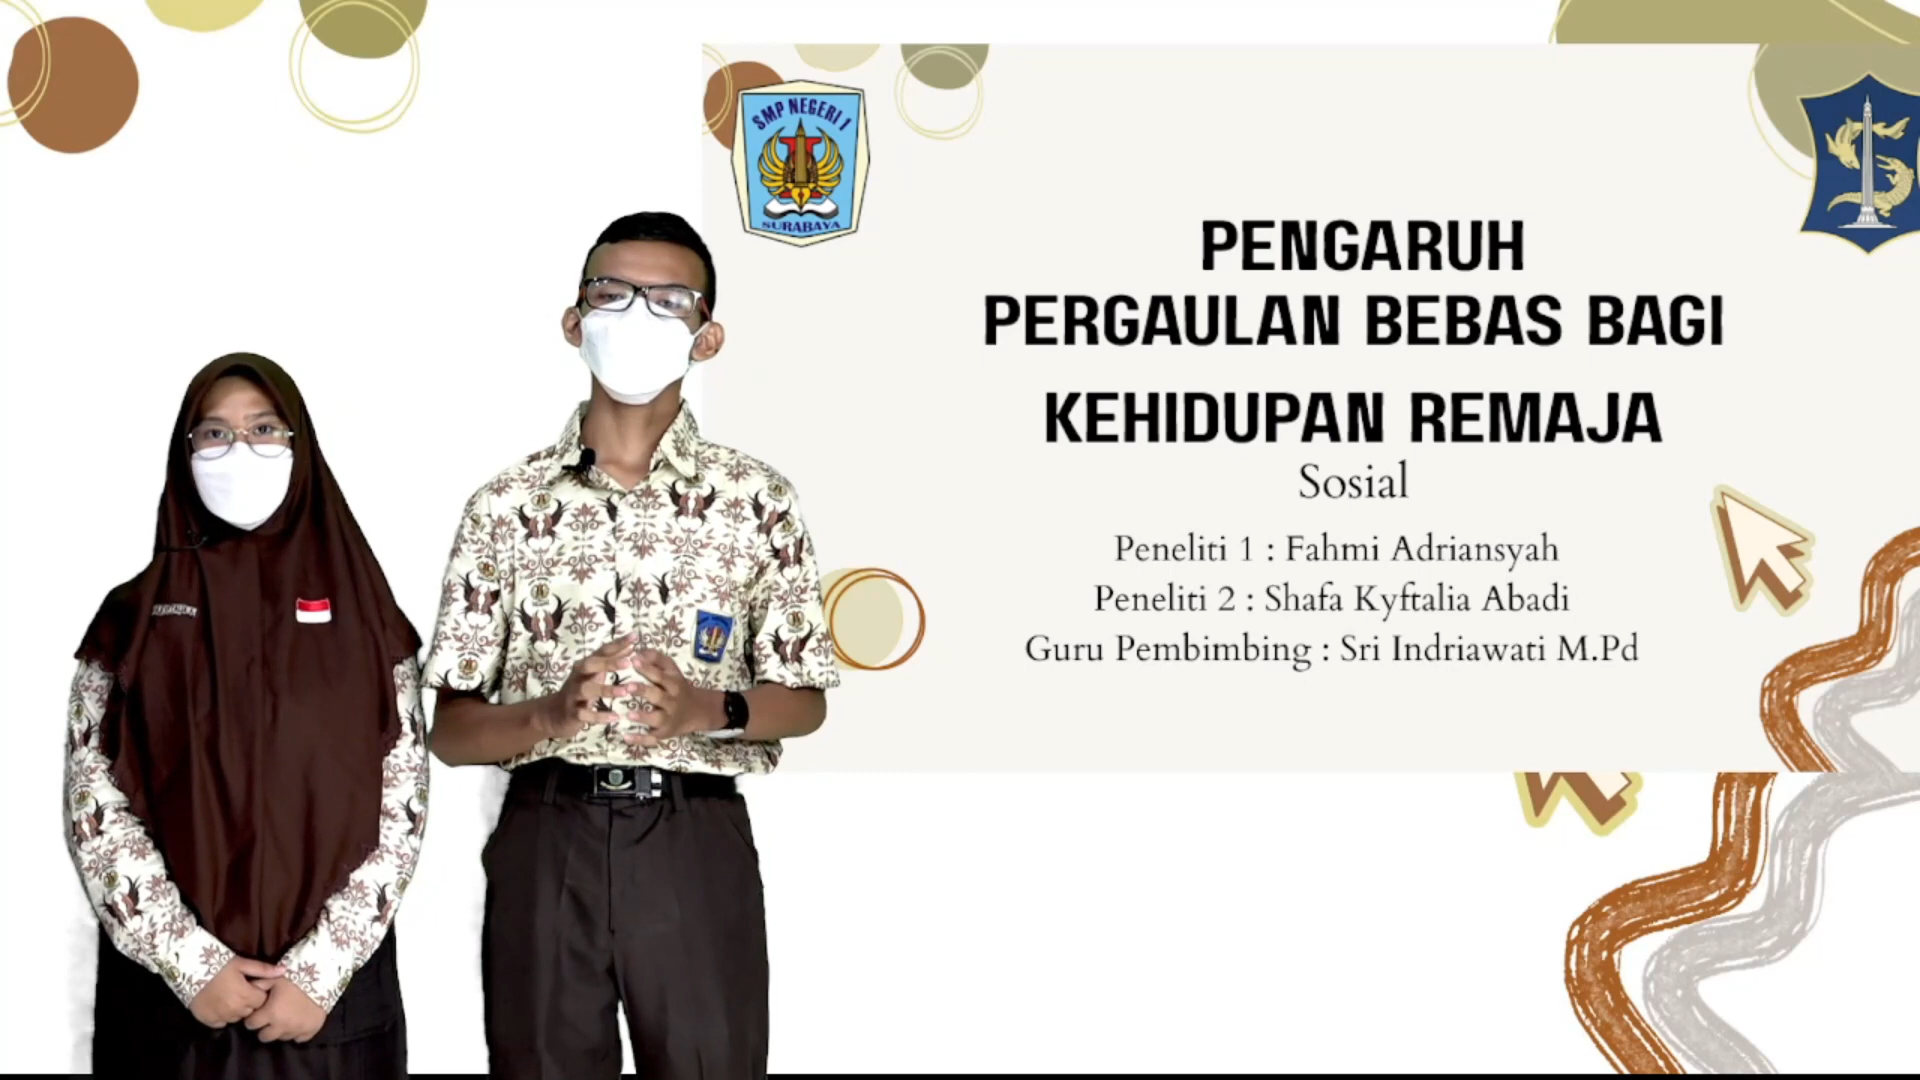 SMP NEGERI 1
SURABAYA
PENGARUH
PERGAULAN BEBAS BAGI
KEHIDUPAN REMAJA
Sosial
Peneliti 1 : Fahmi Adriansyah
Peneliti 2 : Shafa Kyftalia Abadi
Guru Pembimbing : Sri Indriawati M.Pd